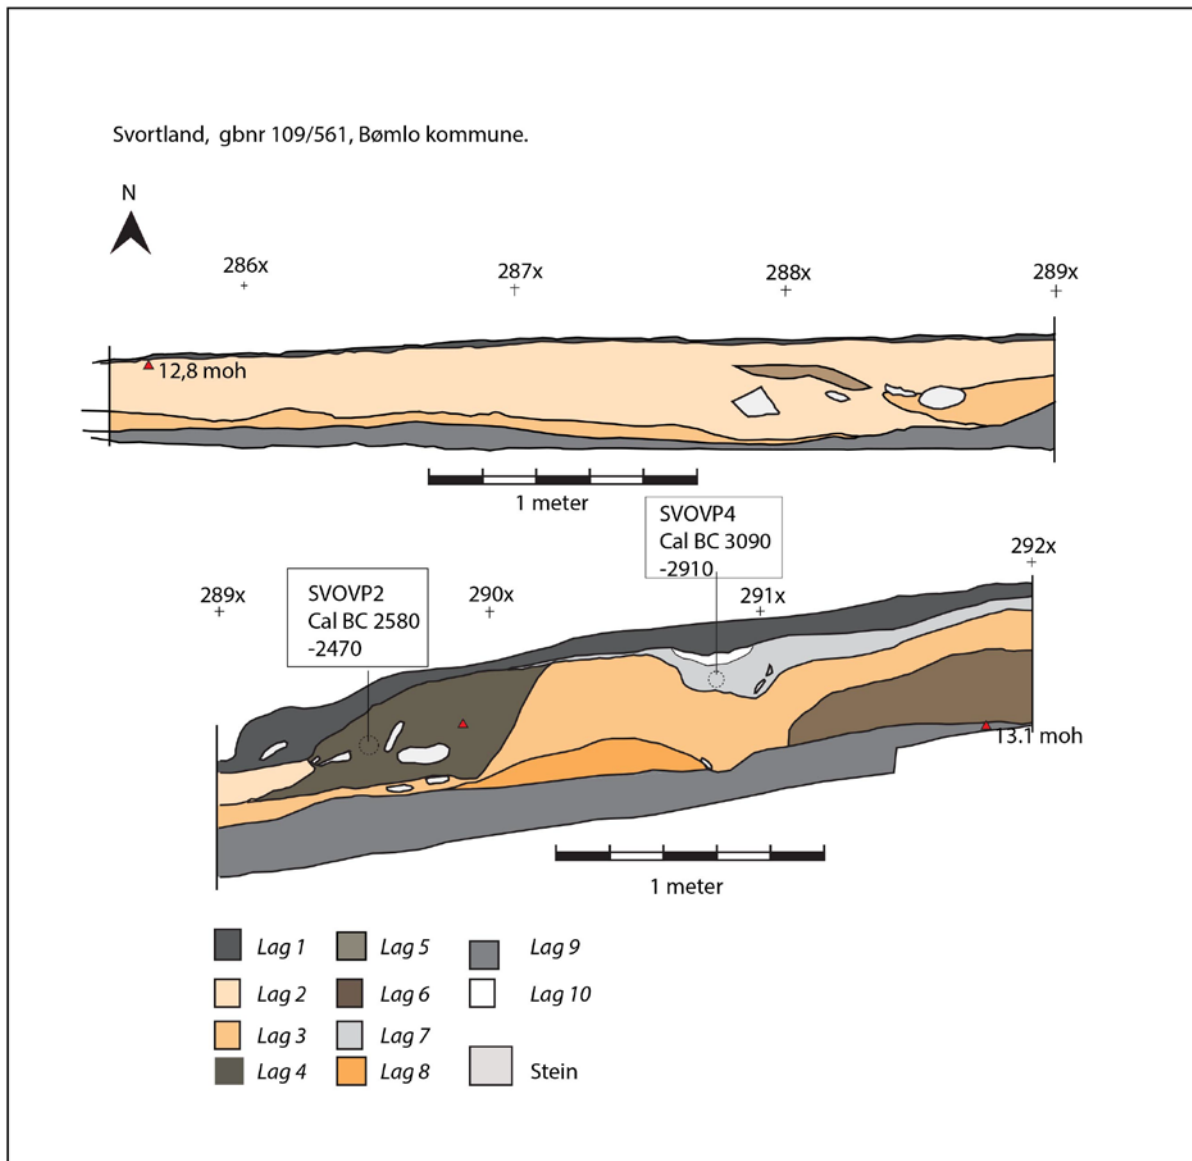 Svortland, gbnr 109/561, Bømlo kommune.
N
286x
287x
288x
289x
12,8 moh
1 meter
SVOVP4
Cal BC 3090
-2910
SVOVP2
Cal BC 2580
-2470
289x
290x
291x
292x
13.1 moh
1 meter
Lag 1
Lag 5
Lag 9
Lag 2
Lag 6
Lag 10
Lag 3
Lag 7
Lag 4
Lag 8
Stein